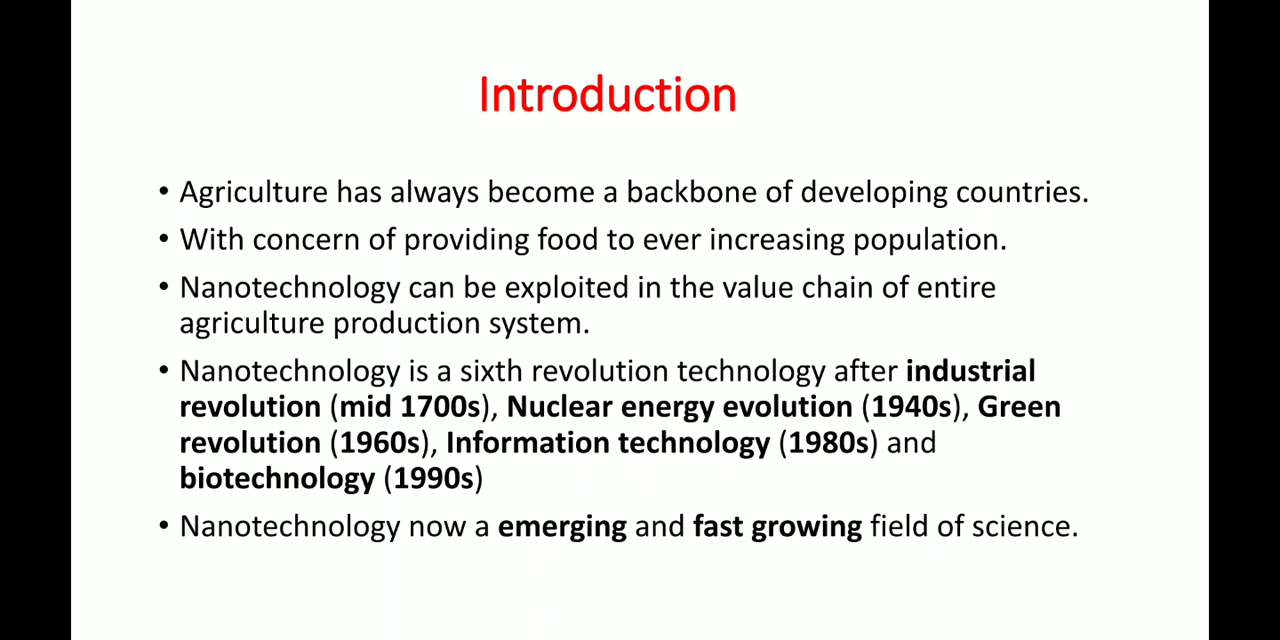 Introduction
• Agriculture has always become a backbone of developing countries.
• With concern of providing food to ever increasing population.
• Nanotechnology can be exploited in the value chain of entire
agriculture production system.
• Nanotechnology is a sixth revolution technology after industrial
revolution (mid 1700s), Nuclear energy evolution (1940s), Green
revolution (1960s), Information technology (1980s) and
biotechnology (1990s)
• Nanotechnology now a emerging and fast growing field of science.